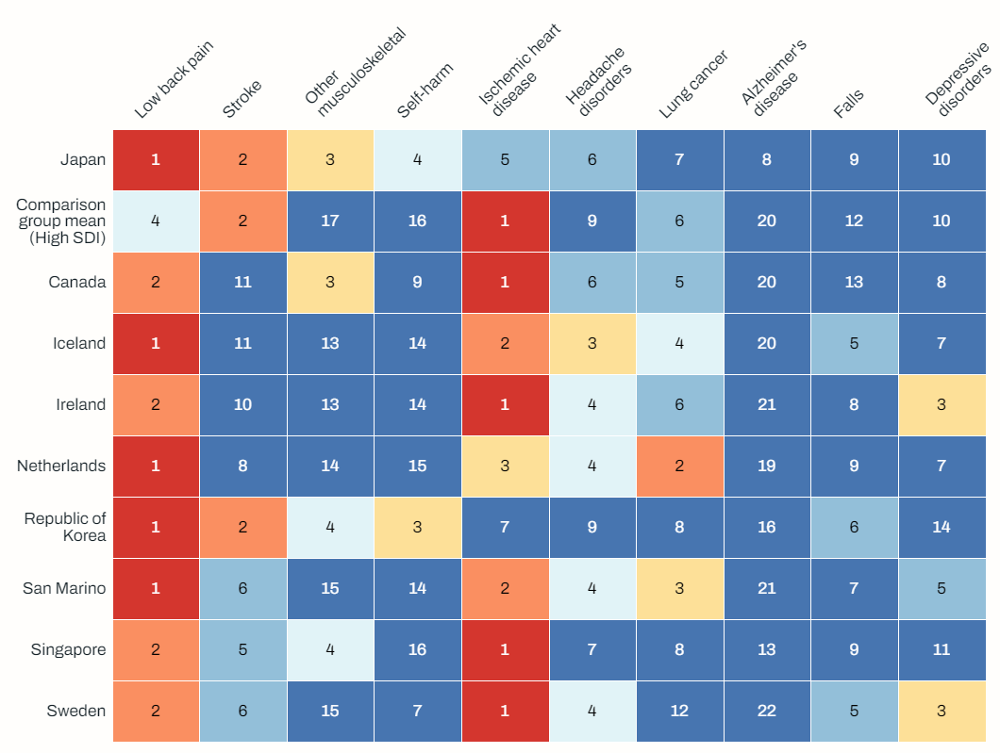 Low back pain
Stroke
Other
musculoskeletal
Self-harm
Ischemic heart
disease
Headache
disorders
Lung cancer
Alzheimer's
disease
Falls
Depressive
disorders
Japan 1 2 3 4 5 6 7 8 9 10
Comparison
group mean
(High SDI) 4 2 17 16 1 9 6 20 12 10
Canada 2 11 3 9 1 6 5 20 13 8
Iceland 1 11 13 14 2 3 4 20 5 7
Ireland 2 10 13 14 1 4 6 21 8 3
Netherlands 1 8 14 15 3 4 2 19 9 7
Republic of
Korea 1 2 4 3 7 9 8 16 6 14
San Marino 1 6 15 14 2 4 3 21 7 5
Singapore 2 5 4 16 1 7 8 13 9 11
Sweden 2 6 15 7 1 4 12 22 5 3